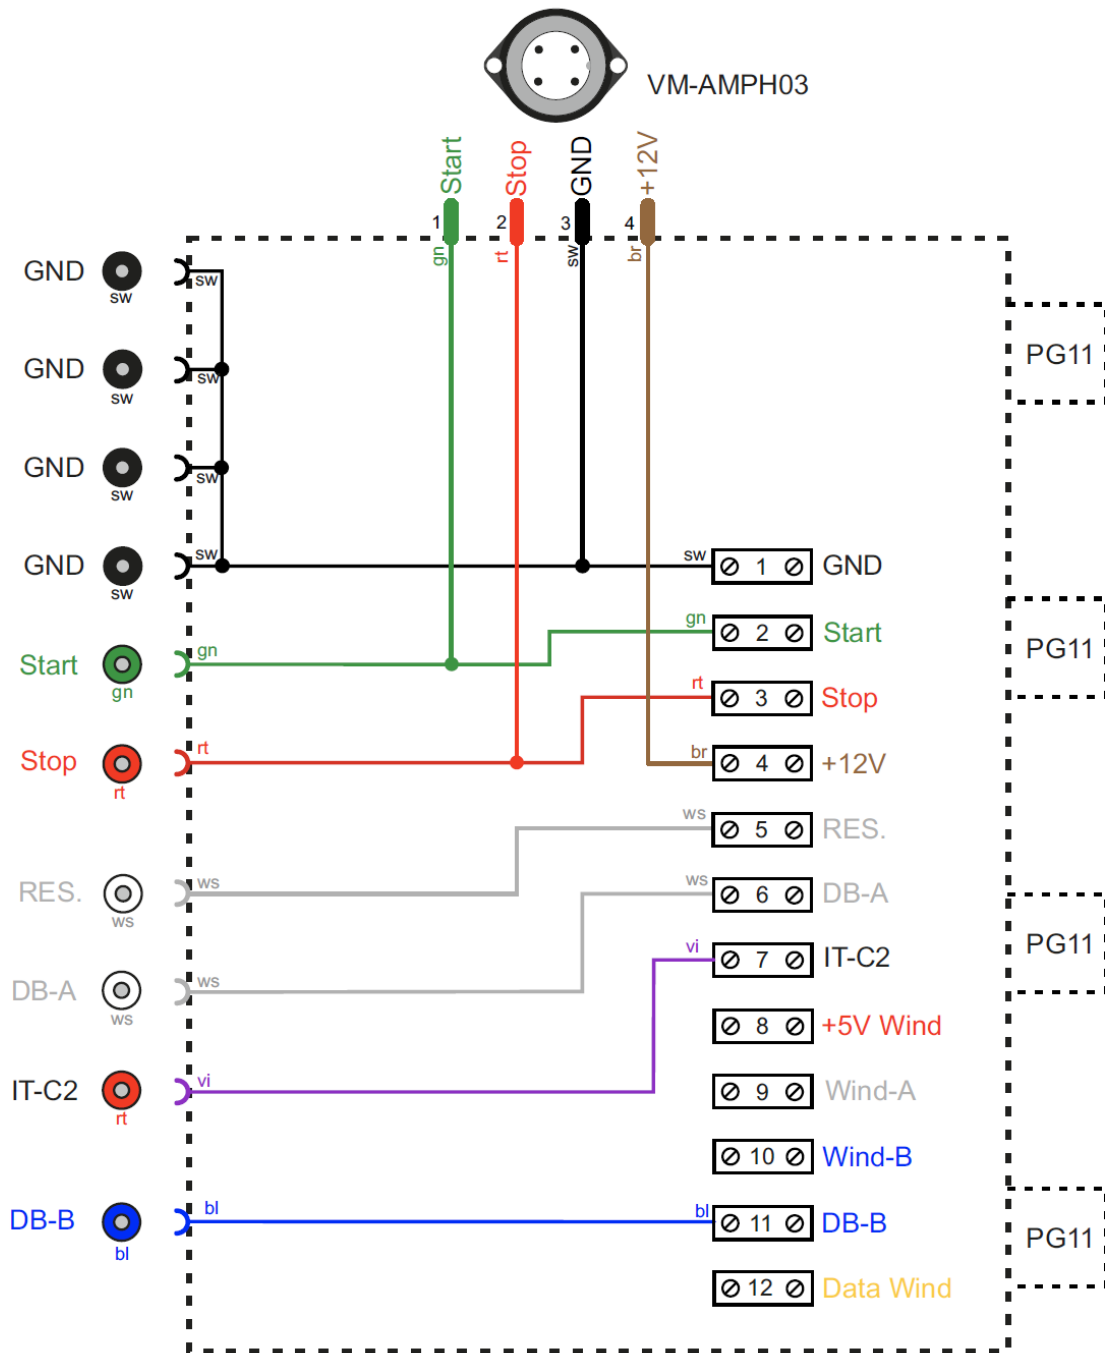 VM-AMPH03
Start
Stop
GND
+12V
1
2
3
4
gn
rt
sw
br
GND
sw
sw
PG11
GND
sw
sw
GND
sw
sw
GND
sw
sw
sw
1
GND
Start
gn
gn
gn
2
Start
PG11
Stop
rt
rt
rt
3
Stop
br
4
+12V
RES.
ws
ws
ws
5
RES.
DB-A
ws
ws
ws
6
DB-A
PG11
IT-C2
rt
vi
vi
7
IT-C2
8
+5V Wind
9
Wind-A
10
Wind-B
DB-B
bl
bl
bl
11
DB-B
PG11
12
Data Wind